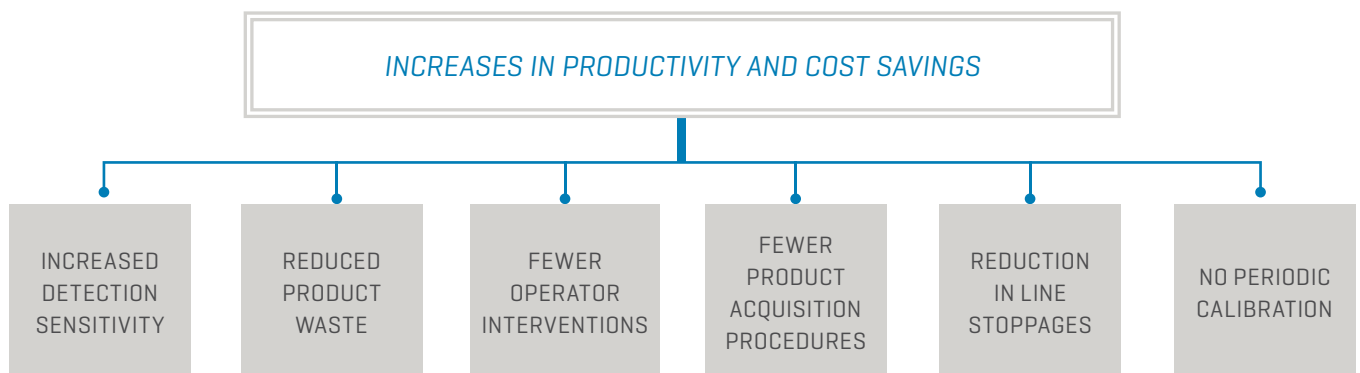 INCREASES IN PRODUCTIVITY AND COST SAVINGS
INCREASED
DETECTION
SENSITIVITY
REDUCED
PRODUCT
WASTE
FEWER
OPERATOR
INTERVENTIONS
FEWER
PRODUCT
ACQUISITION
PROCEDURES
REDUCTION
IN LINE
STOPPAGES
NO PERIODIC
CALIBRATION